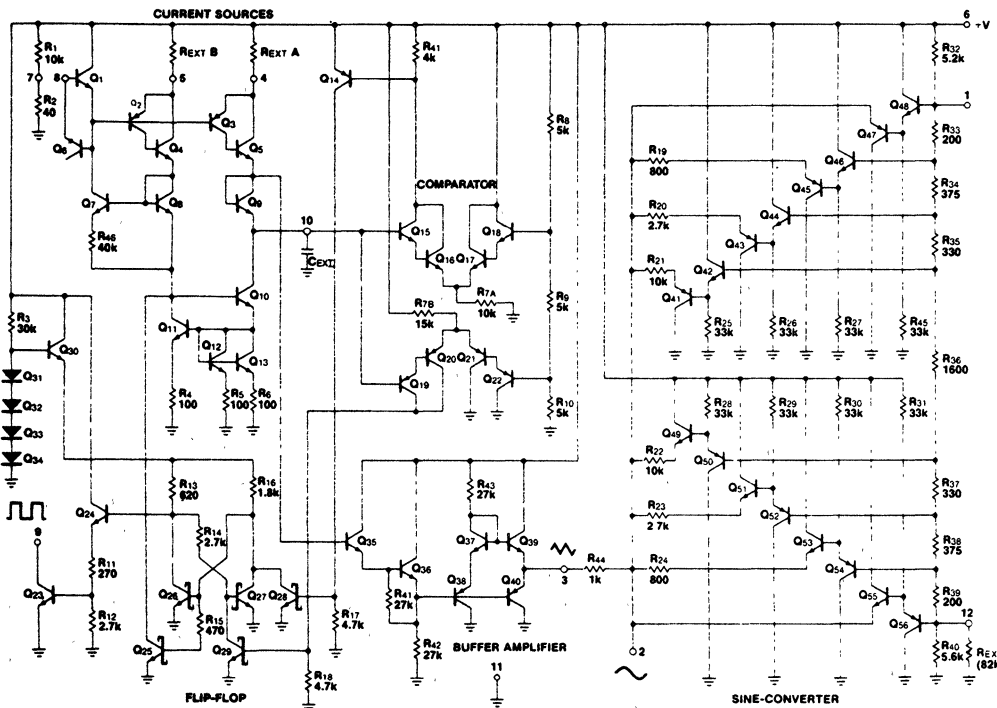 CURRENT SOURCES
6
+V
R1
10k
REXT B
REXT A
R41
4k
R32
5.2k
7
8
Q1
5
4
Q14
Q48
1
R2
40
Q2
Q3
R8
5k
Q47
R33
200
Q6
Q4
Q5
R19
800
Q46
COMPARATOR
Q45
R34
375
Q7
Q8
Q9
R20
2.7k
Q44
10
Q15
Q18
Q43
R35
330
R46
40k
CEXT
Q16
Q17
R21
10k
Q42
Q41
Q10
R7A
10k
R9
5k
R3
30k
Q11
R7B
15k
R25
33k
R26
33k
R27
33k
R45
33k
Q30
Q12
Q13
Q20
Q21
R36
1600
Q31
Q19
Q22
Q32
R4
100
R5
100
R6
100
R10
5k
R28
33k
R29
33k
R30
33k
R31
33k
Q33
Q49
Q34
R22
10k
Q50
R13
820
R16
1.8k
R43
27k
R37
330
Q51
9
Q24
R14
2.7k
R23
2 7k
Q52
Q35
Q37
Q39
R38
375
R44
1k
R24
800
Q53
R11
270
Q36
3
Q54
Q38
Q40
Q26
Q27
Q28
R41
27k
R39
200
Q23
R12
2.7k
R15
470
R17
4.7k
Q55
12
Q25
Q29
R42
27k
BUFFER AMPLIFIER
2
Q56
R18
4.7k
11
R40
5.6k
REX
(82k
FLIP-FLOP
SINE-CONVERTER